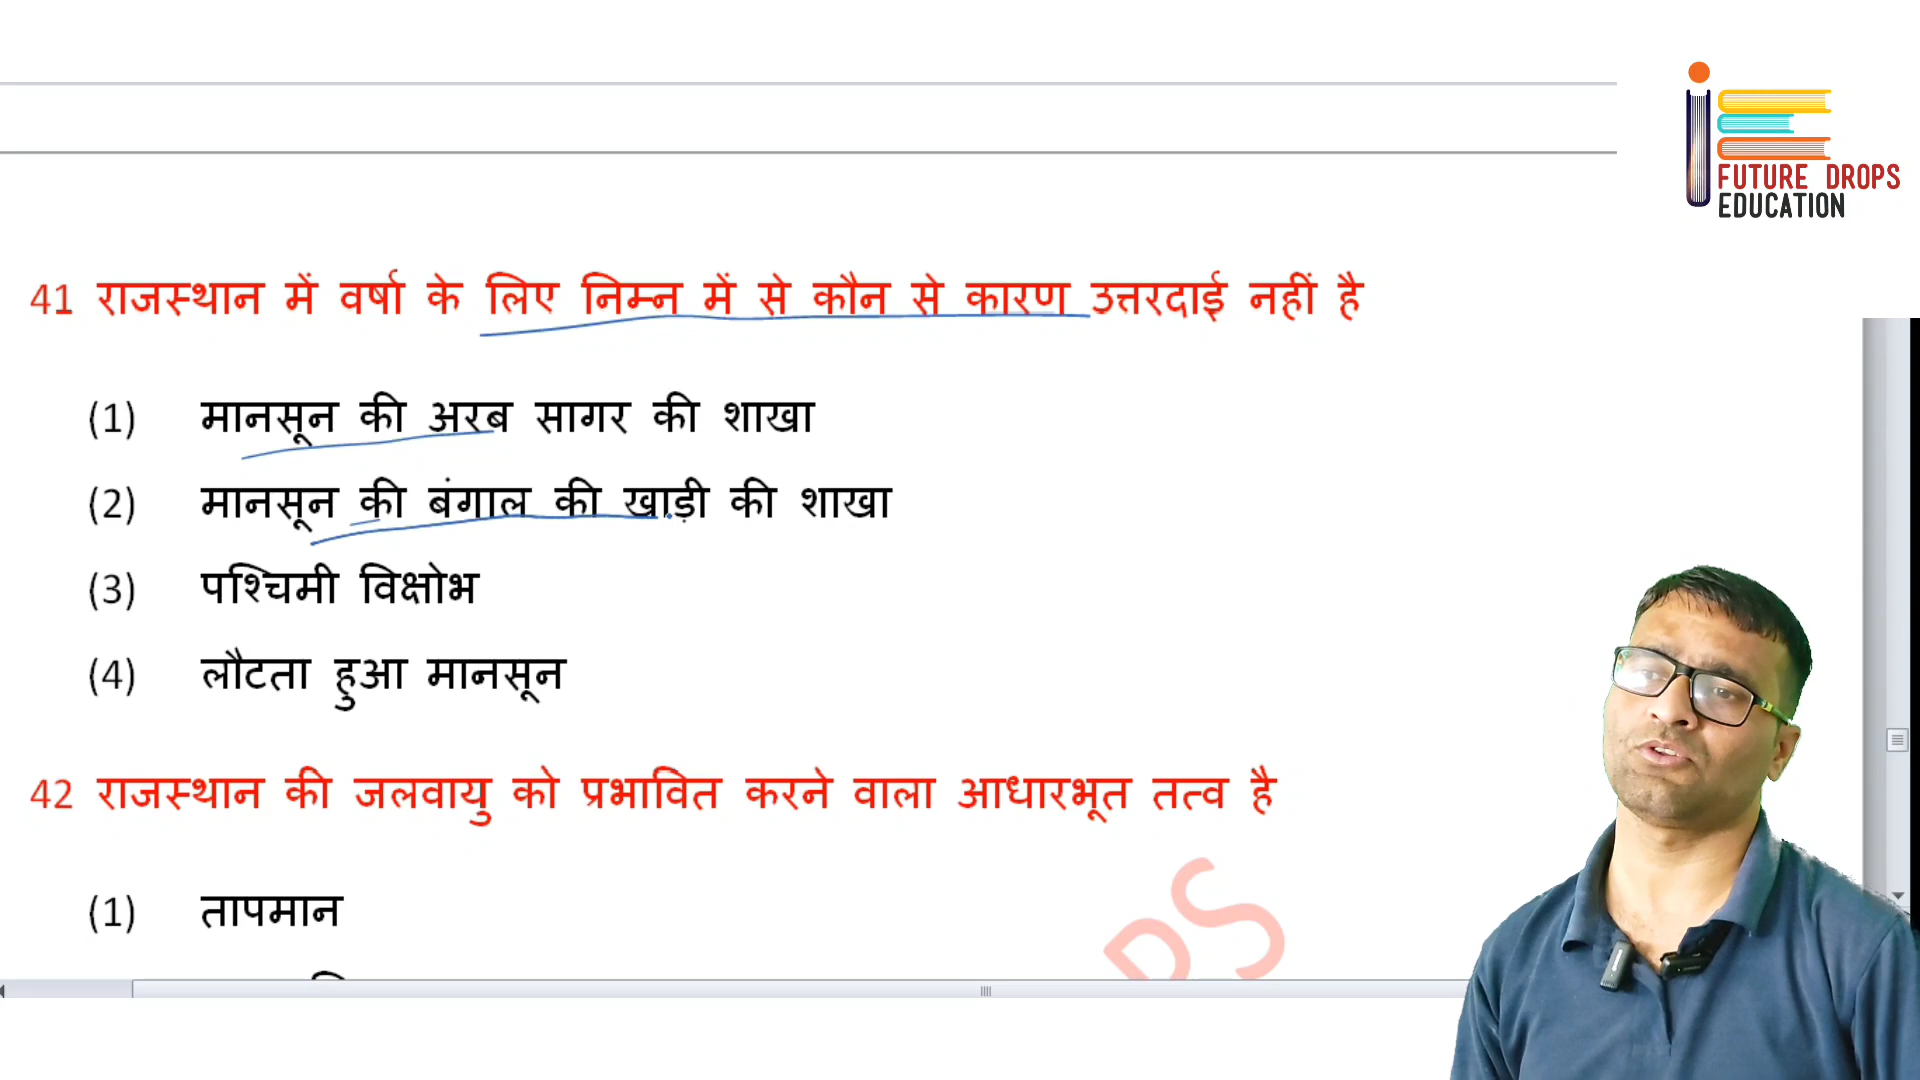 FUTURE DROPS
EDUCATION
41 राजस्थान में वर्षा के लिए निम्न में से कौन से कारण उत्तरदाई नहीं है
(1) मानसून की अरब सागर की शाखा
(2) मानसून की बंगाल की खाड़ी की शाखा
(3) पश्चिमी विक्षोभ
(4) लौटता हुआ मानसून
42 राजस्थान की जलवायु को प्रभावित करने वाला आधारभूत तत्व है
(1) तापमान
PS